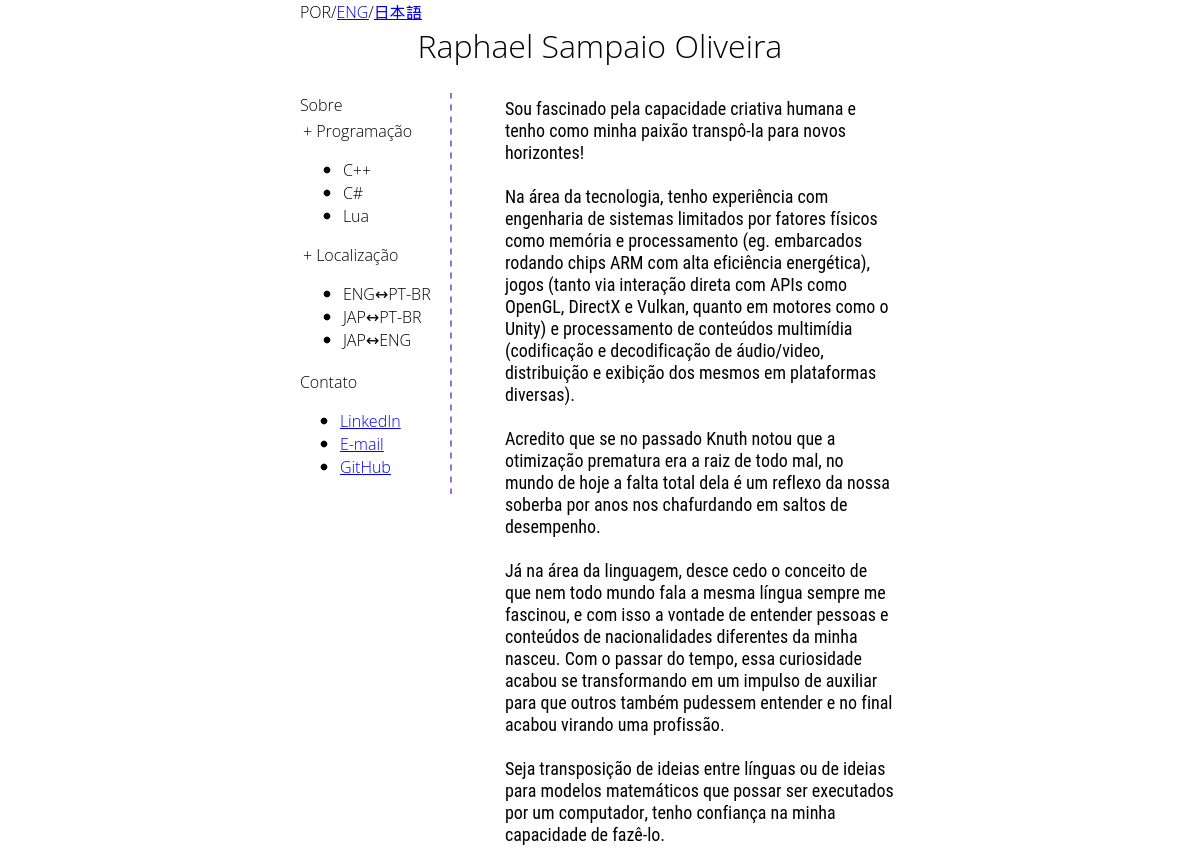 POR/ENG/日本語
Raphael Sampaio Oliveira
Sobre
+ Programação
C++
C#
Lua
+ Localização
ENG↔PT-BR
JAP↔PT-BR
JAP↔ENG
Contato
LinkedIn
E-mail
GitHub
Sou fascinado pela capacidade criativa humana e
tenho como minha paixão transpô-la para novos
horizontes!
Na área da tecnologia, tenho experiência com
engenharia de sistemas limitados por fatores físicos
como memória e processamento (eg. embarcados
rodando chips ARM com alta eficiência energética),
jogos (tanto via interação direta com APIs como
OpenGL, DirectX e Vulkan, quanto em motores como o
Unity) e processamento de conteúdos multimídia
(codificação e decodificação de áudio/video,
distribuição e exibição dos mesmos em plataformas
diversas).
Acredito que se no passado Knuth notou que a
otimização prematura era a raiz de todo mal, no
mundo de hoje a falta total dela é um reflexo da nossa
soberba por anos nos chafurdando em saltos de
desempenho.
Já na área da linguagem, desce cedo o conceito de
que nem todo mundo fala a mesma língua sempre me
fascinou, e com isso a vontade de entender pessoas e
conteúdos de nacionalidades diferentes da minha
nasceu. Com o passar do tempo, essa curiosidade
acabou se transformando em um impulso de auxiliar
para que outros também pudessem entender e no final
acabou virando uma profissão.
Seja transposição de ideias entre línguas ou de ideias
para modelos matemáticos que possar ser executados
por um computador, tenho confiança na minha
capacidade de fazê-lo.